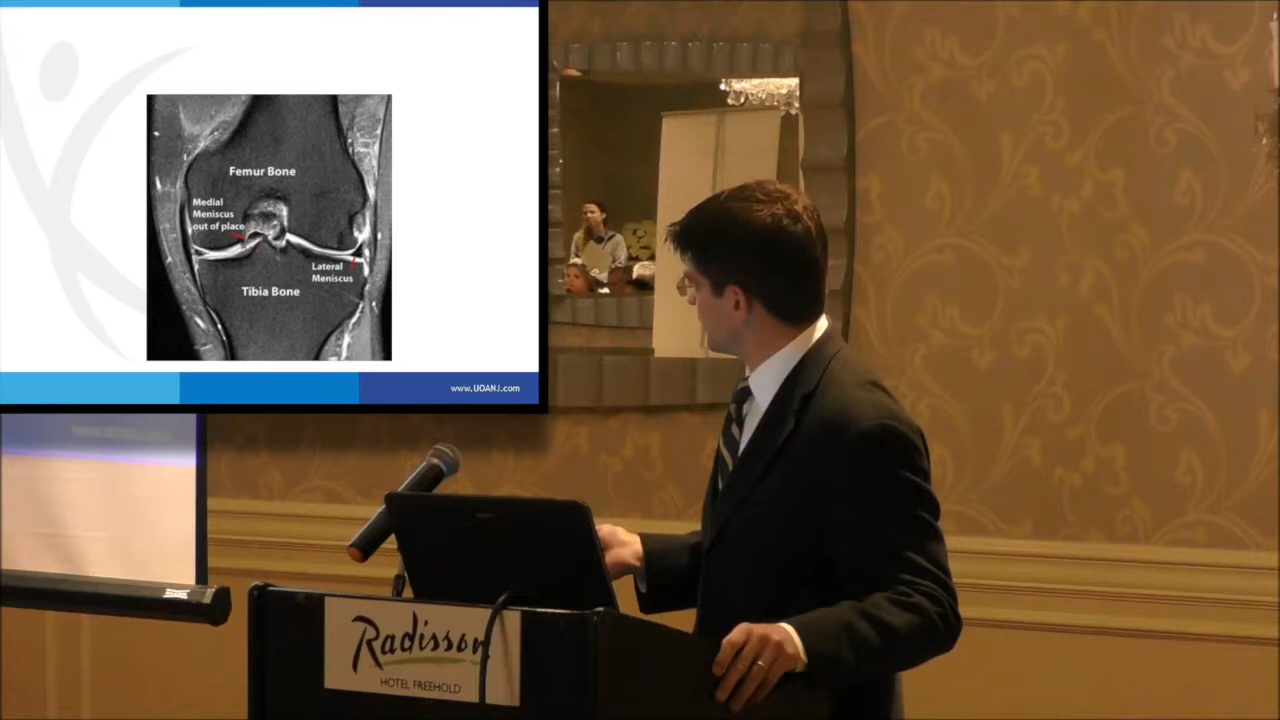 Femur Bone
Medial
Meniscus
out of place
Lateral
Meniscus
Tibia Bone
www.UOANJ.com
Radisson
HOTEL FREEHOLD